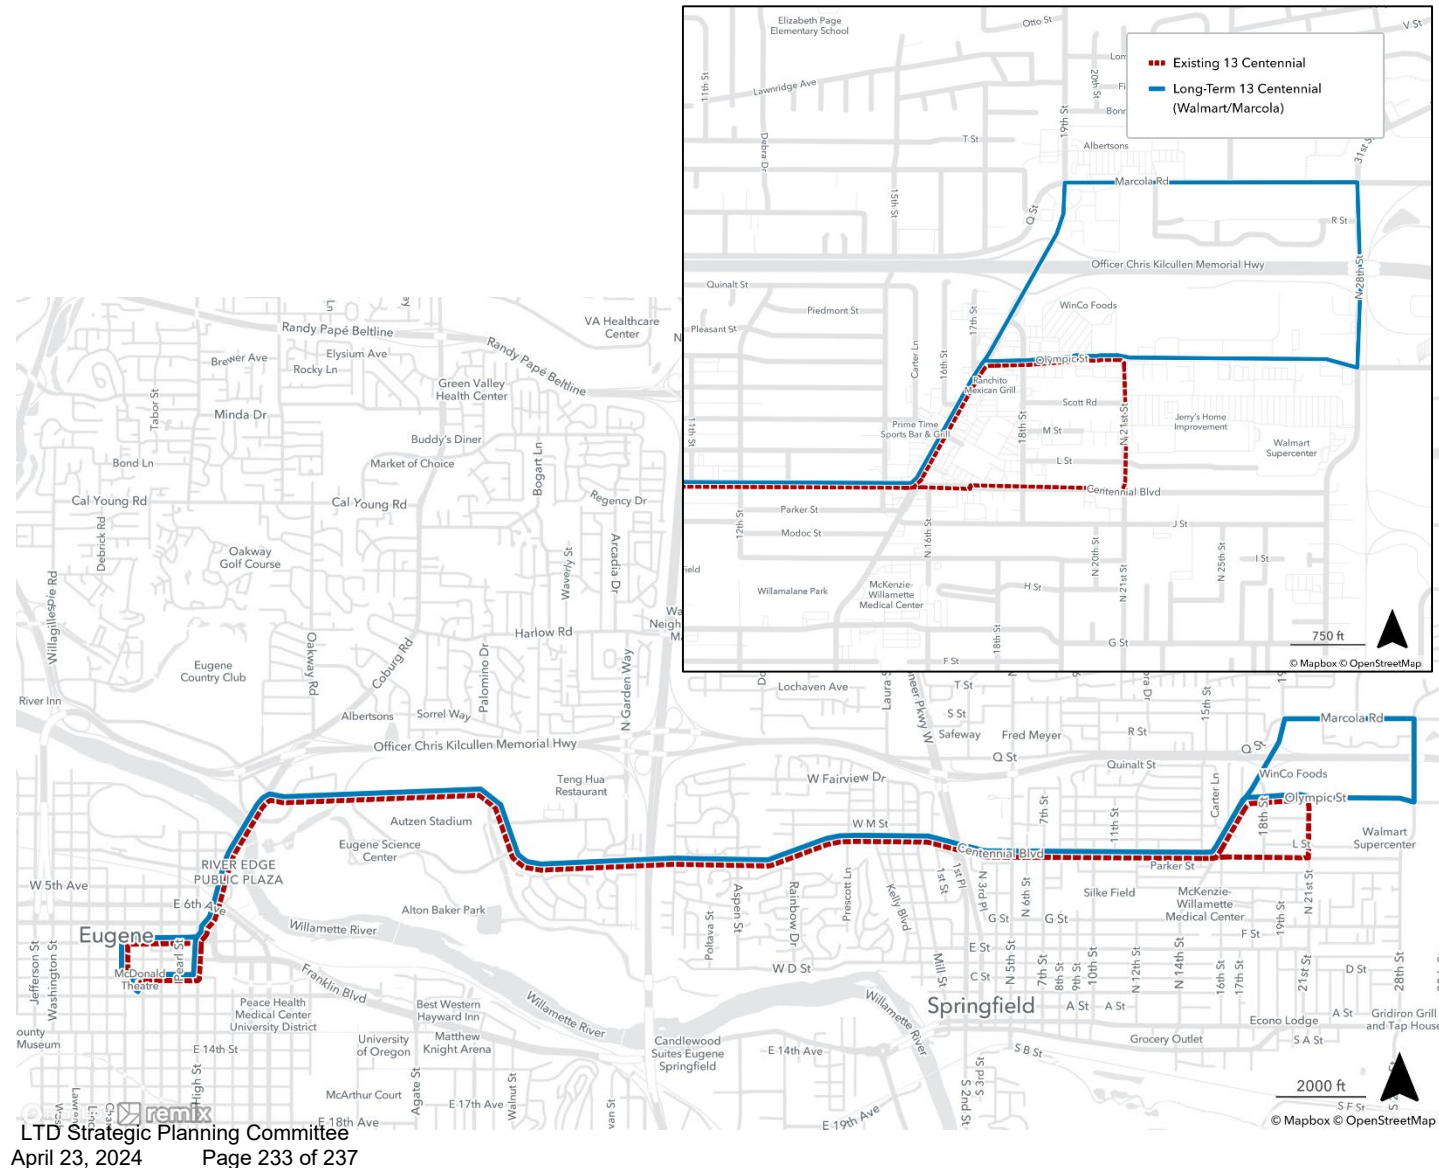 Elizabeth Page
Elementary School
Otto St
V St
11th St
Lawnridge Ave
20th St
19th St
Debra Dr
T St
Albertsons
31st St
Existing 13 Centennial
Long-Term 13 Centennial
(Walmart/Marcola)
Marcola Rd
15th St
Q St
R St
Officer Chris Kilcullen Memorial Hwy
N 28th St
Quinalt St
Piedmont St
WinCo Foods
Pleasant St
17th St
Carter Ln
16th St
Olympic St
Ranchito
Mexican Grill
Scott Rd
11th St
Prime Time
Sports Bar & Grill
18th St
M St
N 21st St
Jerry's Home
Improvement
Walmart
Supercenter
L St
Centennial Blvd
12th St
Parker St
Modoc St
N 16th St
J St
N 20th St
N 21st St
N 25th St
I St
H St
Willamalane Park
McKenzie-
Willamette
Medical Center
18th St
G St
F St
750 ft
© Mapbox © OpenStreetMap
VA Healthcare
Center
Randy Papé Beltline
Randy Papé Beltline
Brewer Ave
Elysium Ave
Rocky Ln
Green Valley
Health Center
Tabor St
Minda Dr
Buddy's Diner
Bond Ln
Market of Choice
Bogart Ln
Cal Young Rd
Cal Young Rd
Regency Dr
Debrick Rd
Oakway
Golf Course
Waverly St
Arcadia Dr
Willagillespie Rd
Harlow Rd
Oakway Rd
Coburg Rd
Palomino Dr
N Garden Way
Eugene
Country Club
River Inn
Albertsons
Sorrel Way
Officer Chris Kilcullen Memorial Hwy
Lochaven Ave
T St
S St
Safeway
Fred Meyer
R St
15th St
Marcola Rd
Q St
Q St
Quinalt St
Teng Hua
Restaurant
W Fairview Dr
Carter Ln
WinCo Foods
Olympic St
18th St
7th St
11th St
Autzen Stadium
Eugene Science
Center
W M St
Centennial Blvd
Parker St
L St
Walmart
Supercenter
RIVER EDGE
PUBLIC PLAZA
W 5th Ave
E 6th Ave
Alton Baker Park
Willamette River
Aspen St
Poltava St
Rainbow Dr
Prescott Ln
Kelly Blvd
1st St
1st Pl
N 3rd Pl
N 6th St
Silke Field
McKenzie-
Willamette
Medical Center
N 21st St
19th St
G St
G St
F St
Eugene
Pearl St
McDonald
Theatre
Jefferson St
Washington St
Franklin Blvd
W D St
E St
C St
Mill St
N 5th St
7th St
8th St
9th St
10th St
N 12th St
N 14th St
16th St
17th St
21st St
D St
28th St
Peace Health
Medical Center
University District
Best Western
Hayward Inn
Willamette River
Willamette River
Springfield
A St
A St
A St
Econo Lodge
Gridiron Grill
and Tap House
Museum
E 14th St
University
of Oregon
Matthew
Knight Arena
Candlewood
Suites Eugene
Springfield
E 14th Ave
S B St
Grocery Outlet
S A St
High St
McArthur Court
Agate St
E 17th Ave
Walnut St
S 2nd St
S 3rd St
2000 ft
S F St
E 18th Ave
E 19th Ave
remix
© Mapbox © OpenStreetMap
LTD Strategic Planning Committee
April 23, 2024 Page 233 of 237